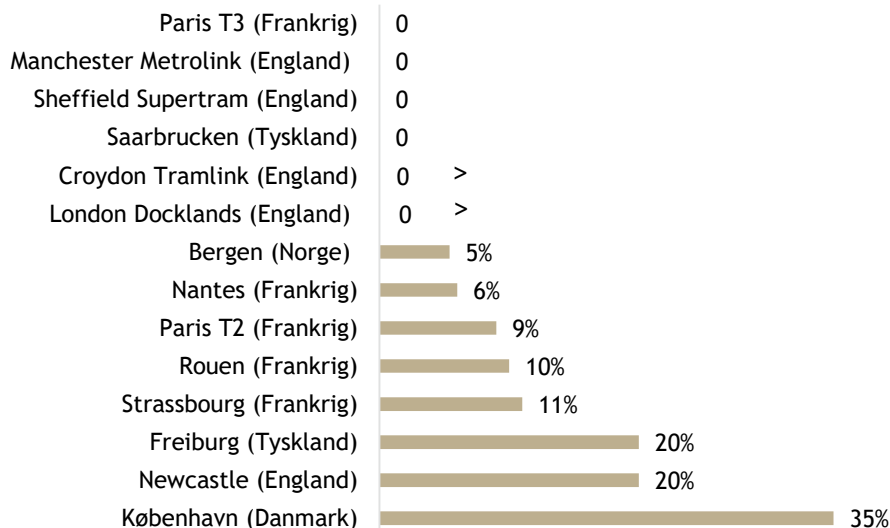 Paris T3 (Frankrig) 0
Manchester Metrolink (England) 0
Sheffield Supertram (England) 0
Saarbrucken (Tyskland) 0
Croydon Tramlink (England) 0 >
London Docklands (England) 0 >
Bergen (Norge) 5%
Nantes (Frankrig) 6%
Paris T2 (Frankrig) 9%
Rouen (Frankrig) 10%
Strassbourg (Frankrig) 11%
Freiburg (Tyskland) 20%
Newcastle (England) 20%
København (Danmark) 35%